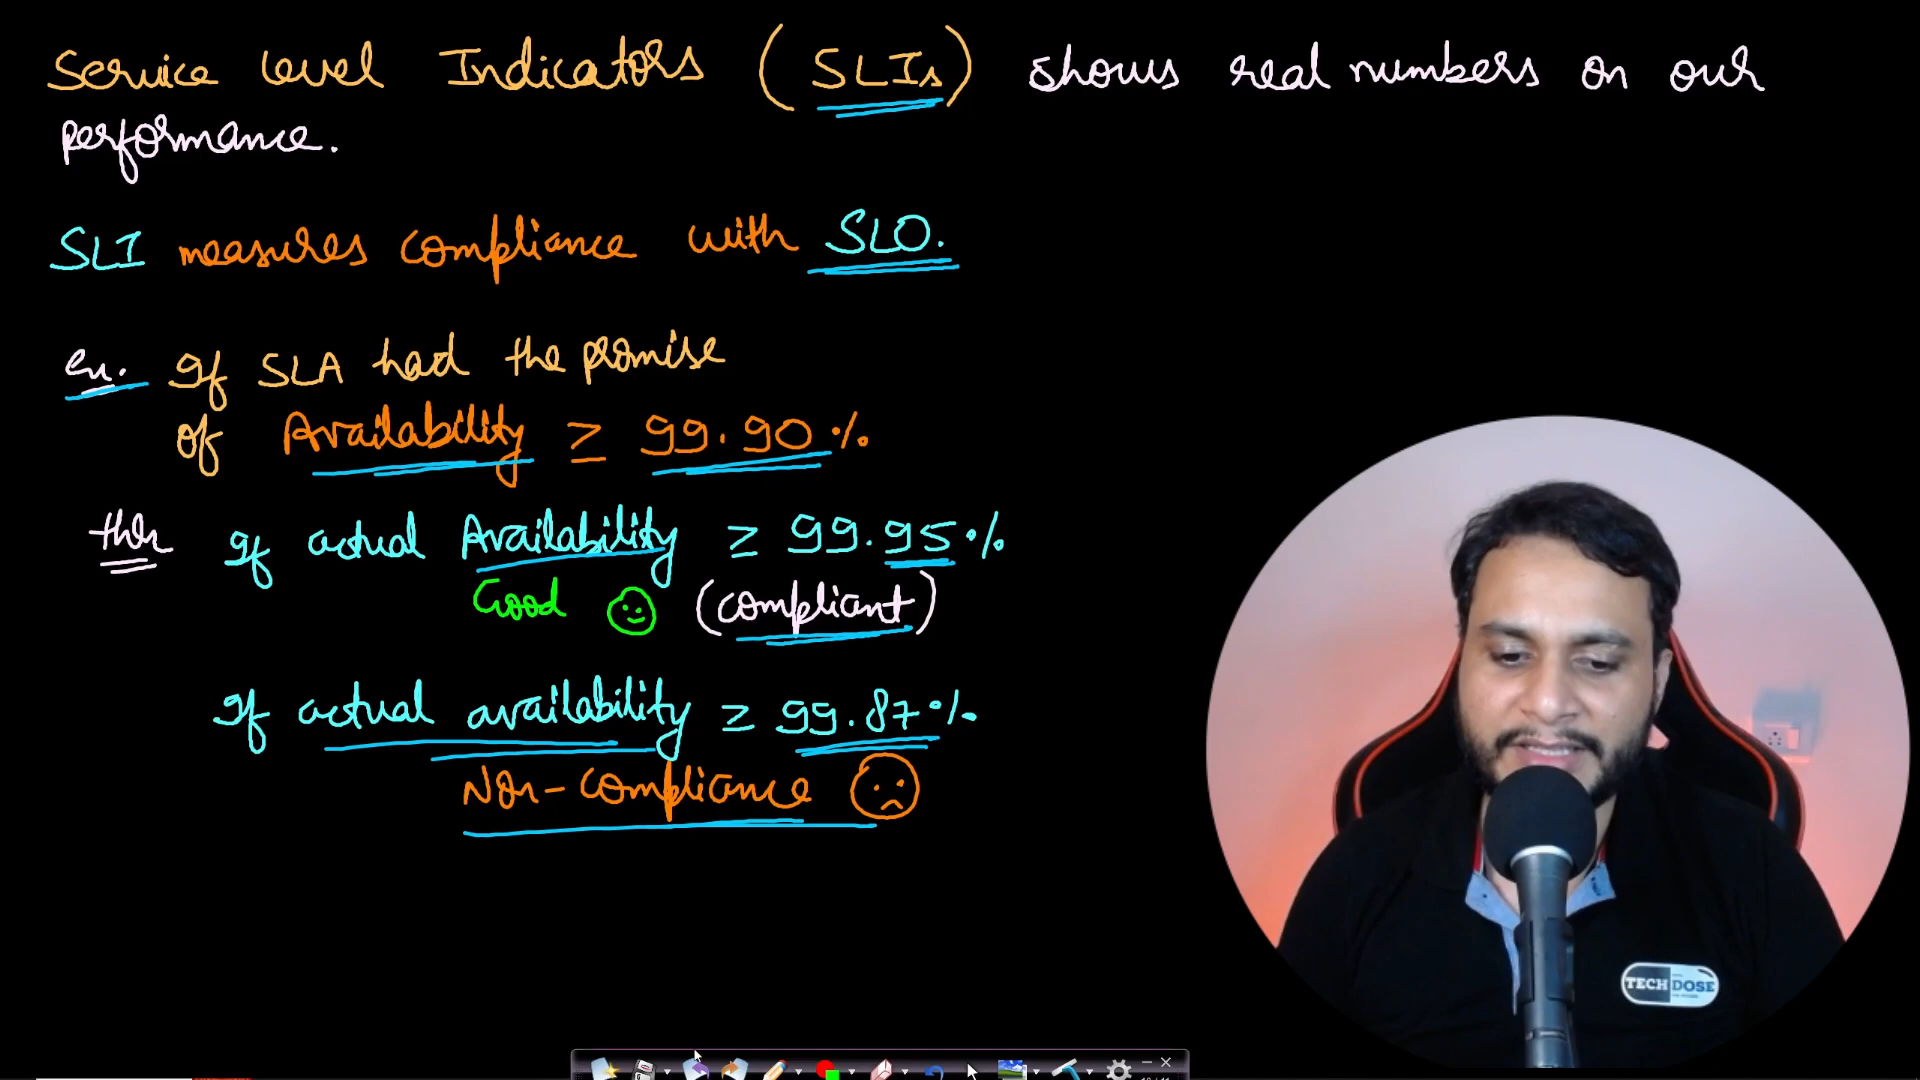 Service level Indicators (SLIs) shows real numbers on our
performance.
SLI measures compliance with SLO.
ex. If SLA had the promise
of Availability ≥ 99.90 %
then If actual Availability ≥ 99.95 %
Good (compliant)
If actual availability ≥ 99.87 %
Non-compliance
TECH DOSE